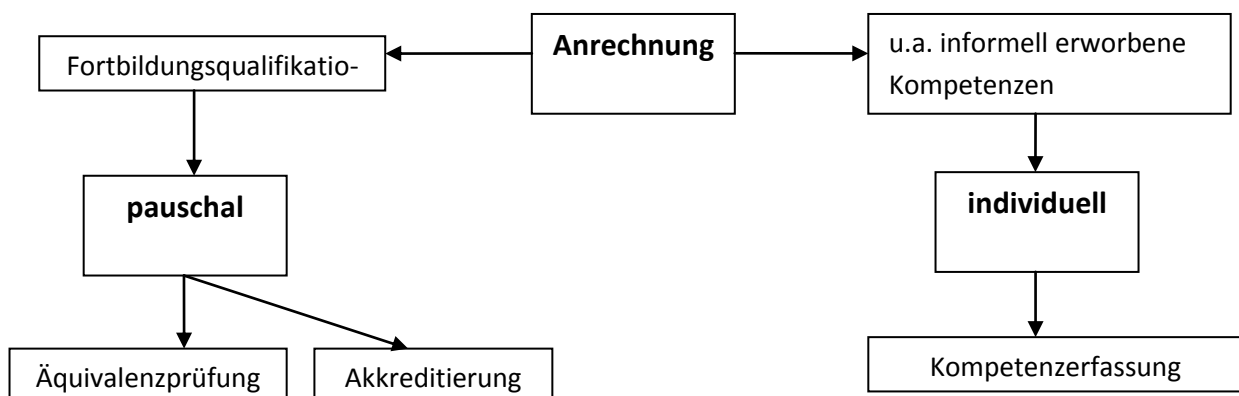 Anrechnung
Fortbildungsqualifikatio-
u.a. informell erworbene
Kompetenzen
pauschal
individuell
Äquivalenzprüfung
Akkreditierung
Kompetenzerfassung